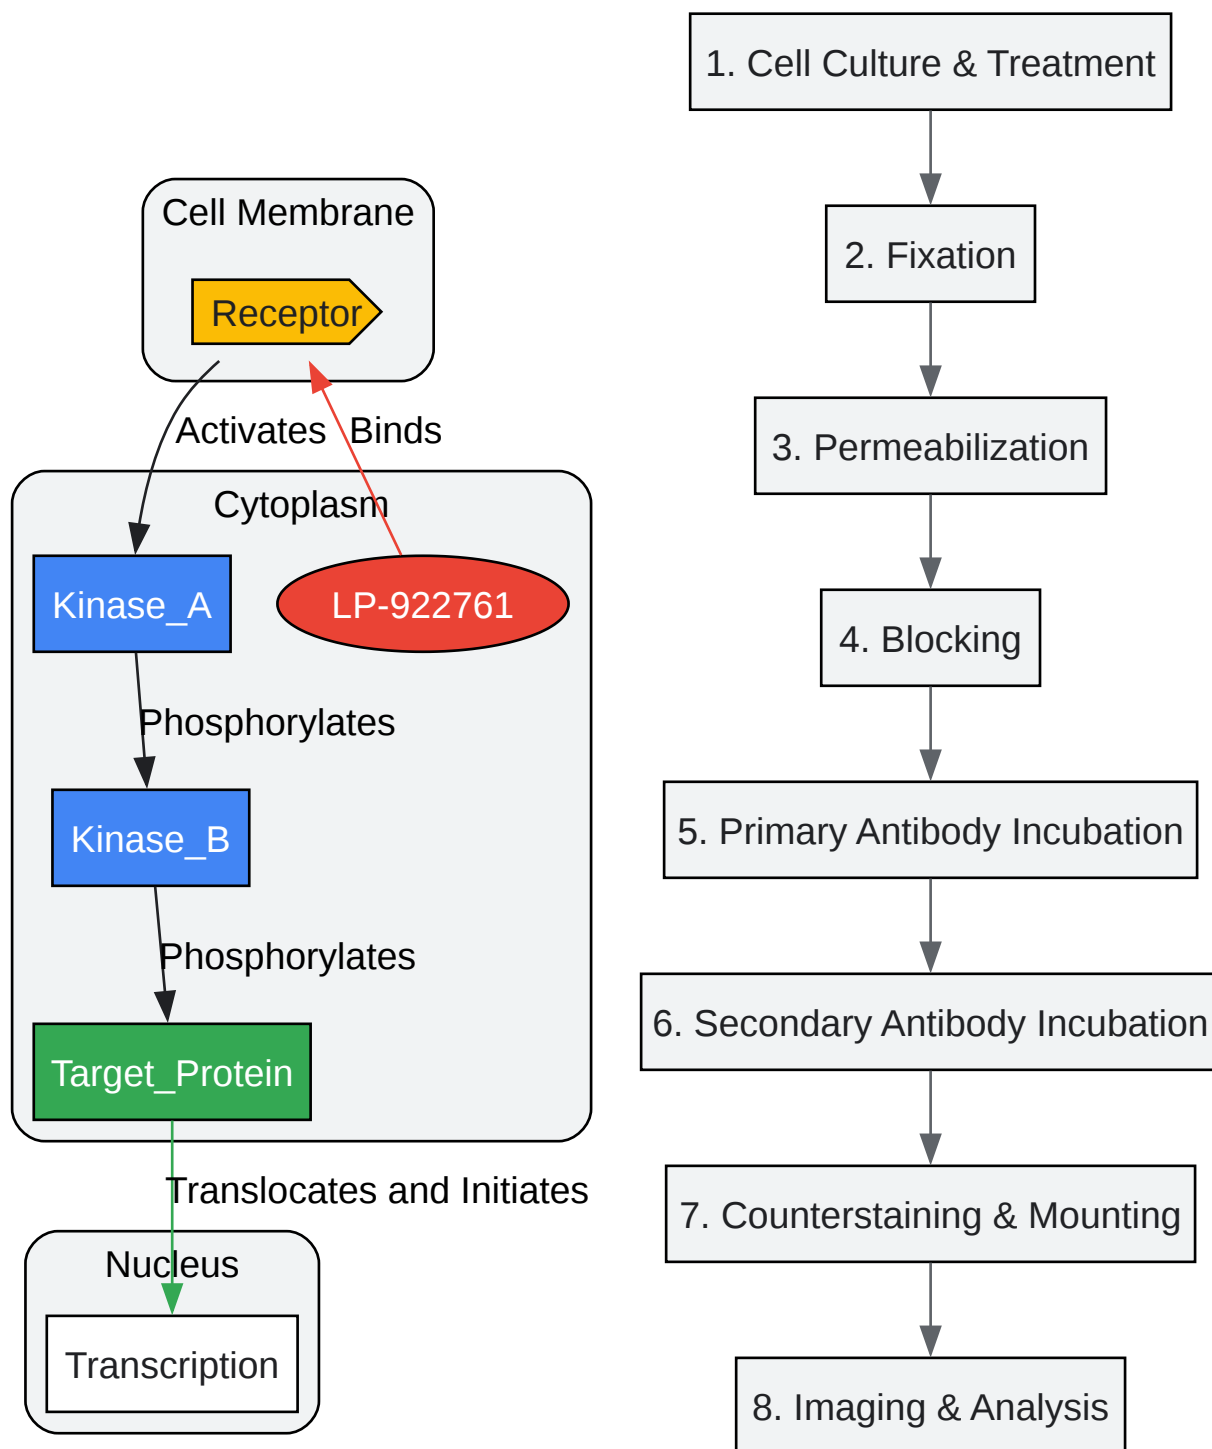 Cell Membrane
Receptor
Activates
Binds
Cytoplasm
Kinase_A
LP-922761
Phosphorylates
Kinase_B
Phosphorylates
Target_Protein
Translocates and Initiates
Nucleus
Transcription
1. Cell Culture & Treatment
2. Fixation
3. Permeabilization
4. Blocking
5. Primary Antibody Incubation
6. Secondary Antibody Incubation
7. Counterstaining & Mounting
8. Imaging & Analysis